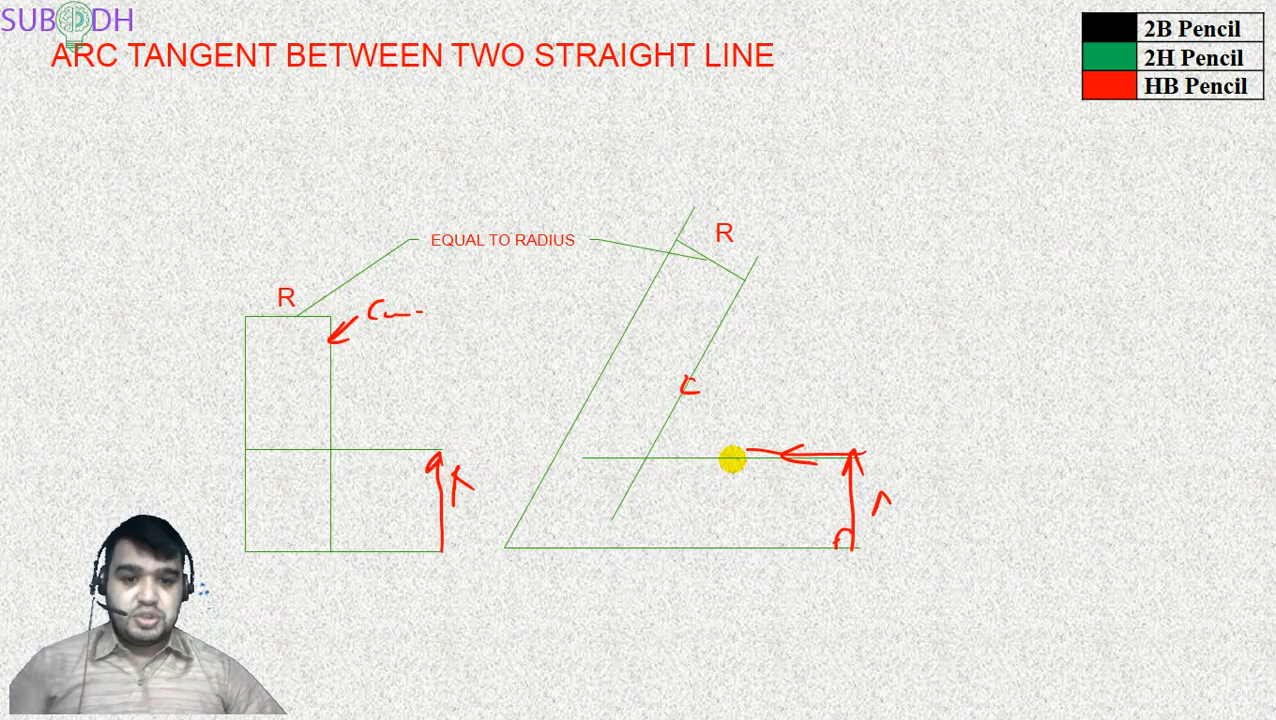 SUBODH
ARC TANGENT BETWEEN TWO STRAIGHT LINE
2B Pencil
2H Pencil
HB Pencil
R
EQUAL TO RADIUS
R